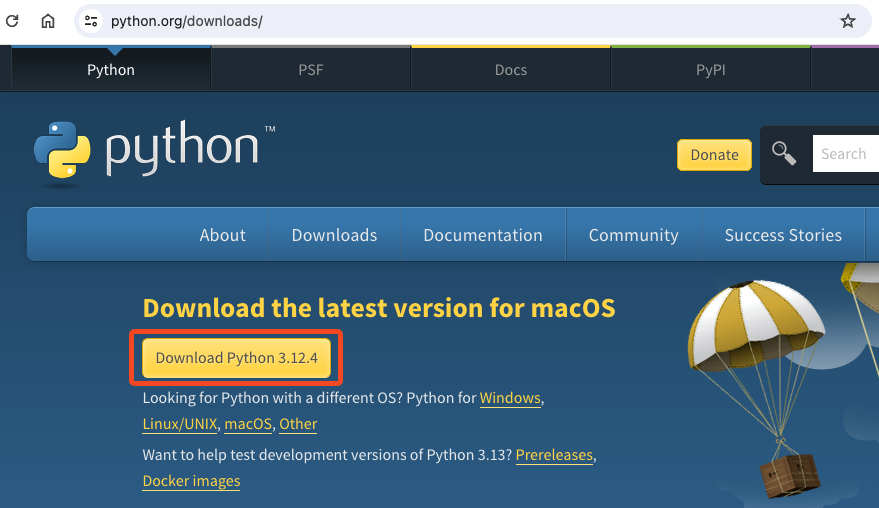 python.org/downloads/
Python PSF Docs PyPI
python™
Donate Search
About Downloads Documentation Community Success Stories
Download the latest version for macOS
Download Python 3.12.4
Looking for Python with a different OS? Python for Windows,
Linux/UNIX, macOS, Other
Want to help test development versions of Python 3.13? Prereleases,
Docker images